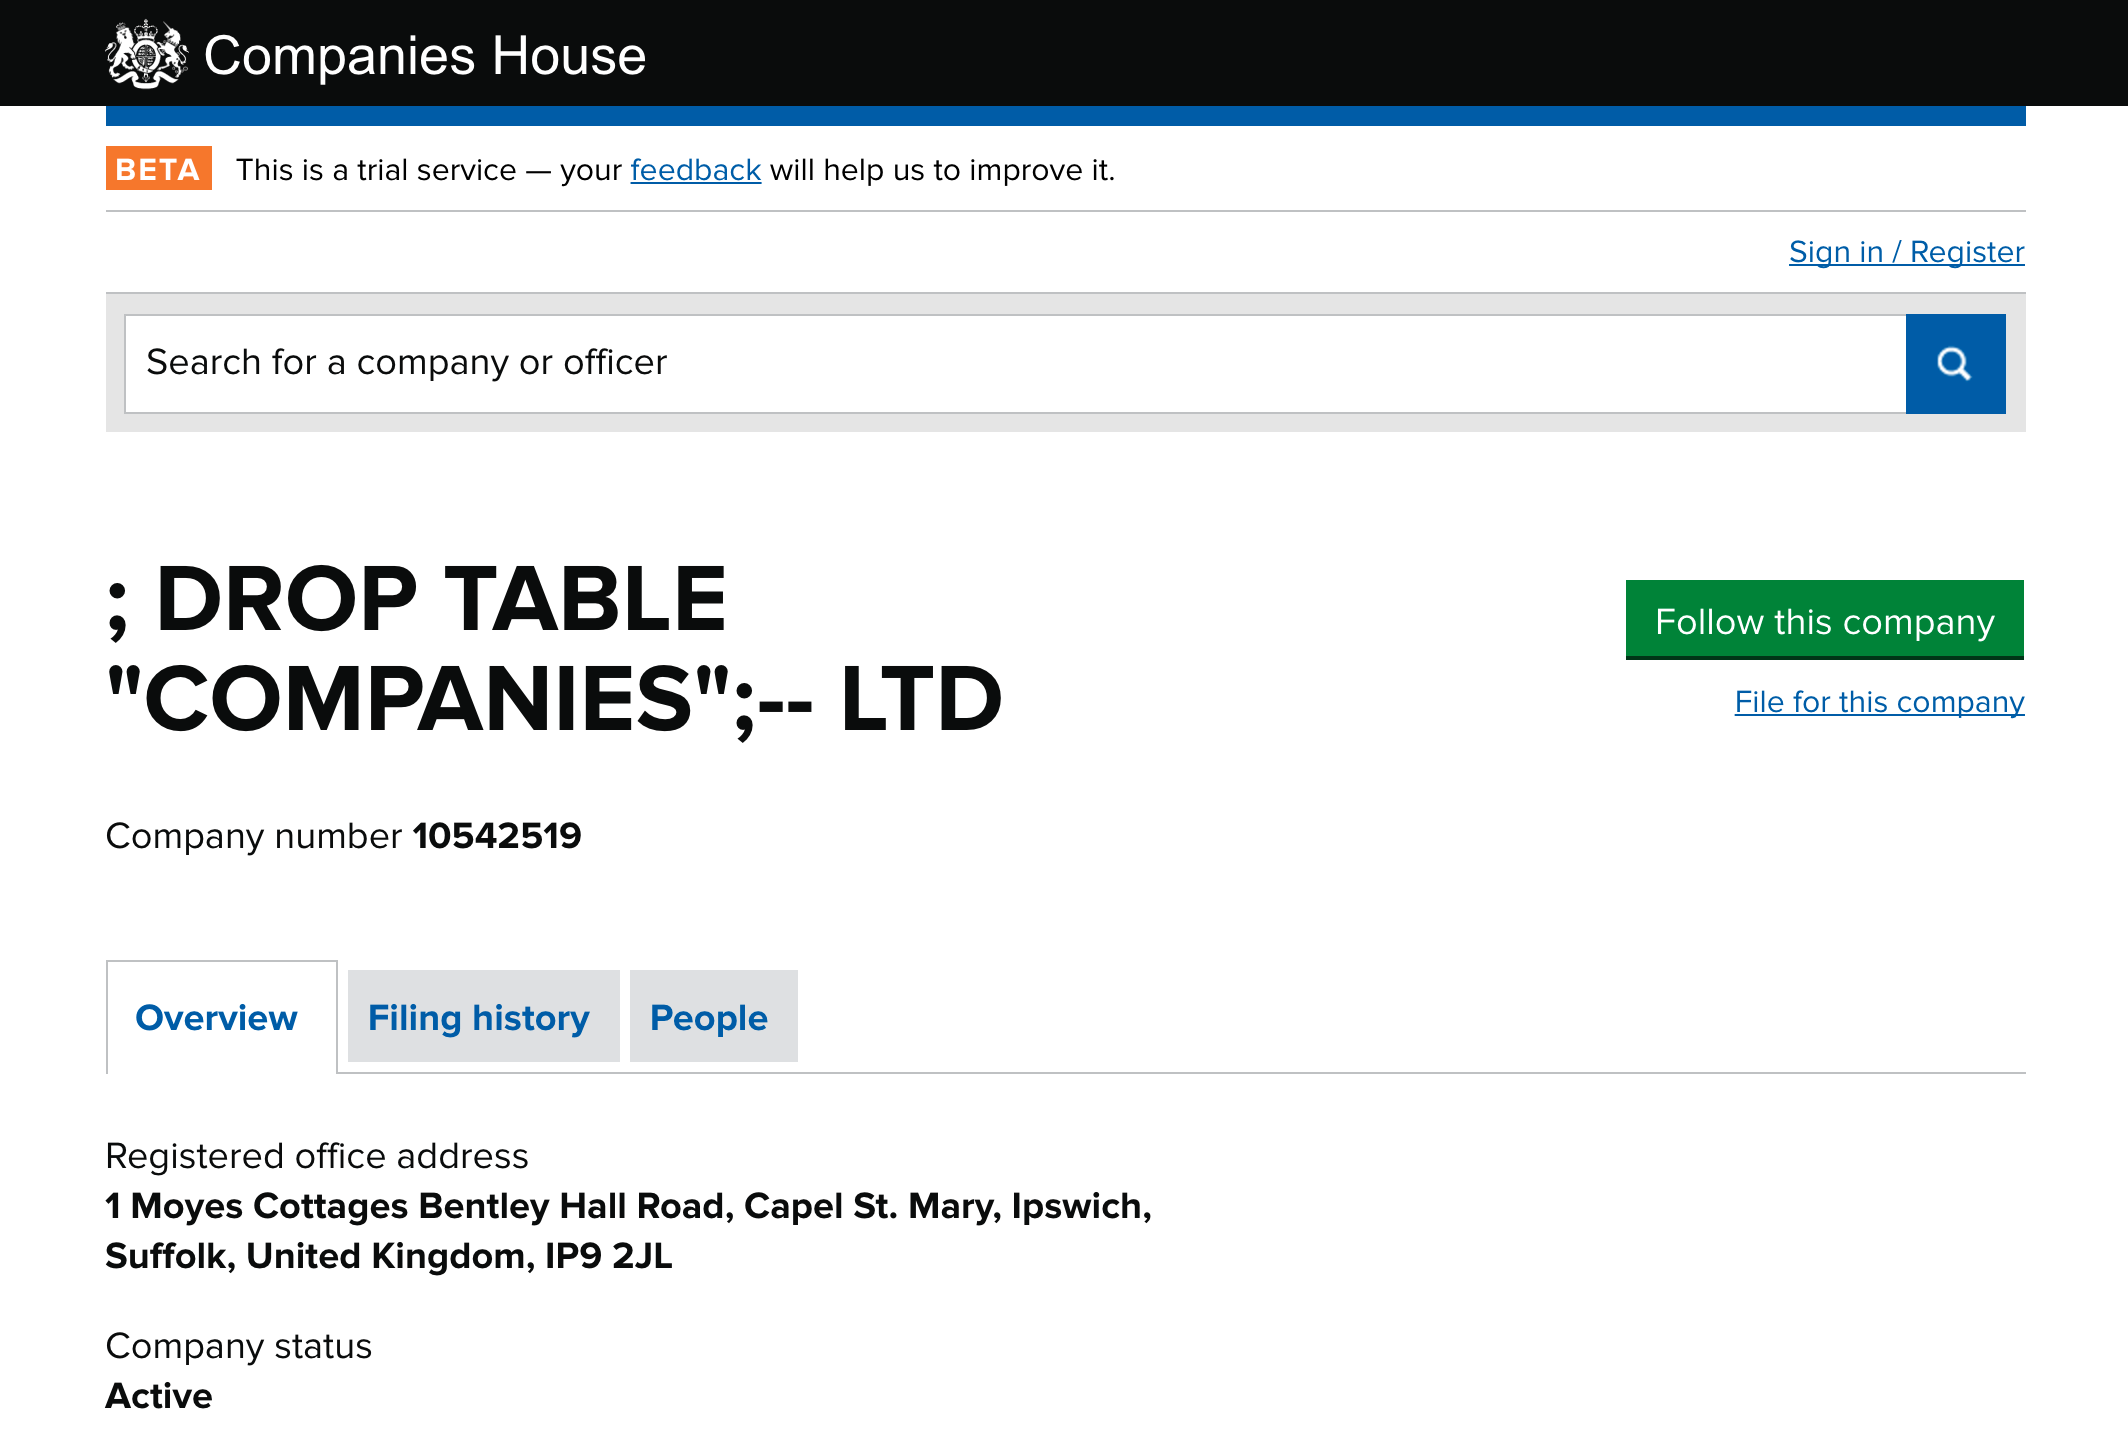 Companies House
BETA This is a trial service — your feedback will help us to improve it.
Sign in / Register
Search for a company or officer
; DROP TABLE
"COMPANIES";-- LTD
Follow this company
File for this company
Company number 10542519
Overview Filing history People
Registered office address
1 Moyes Cottages Bentley Hall Road, Capel St. Mary, Ipswich,
Suffolk, United Kingdom, IP9 2JL
Company status
Active